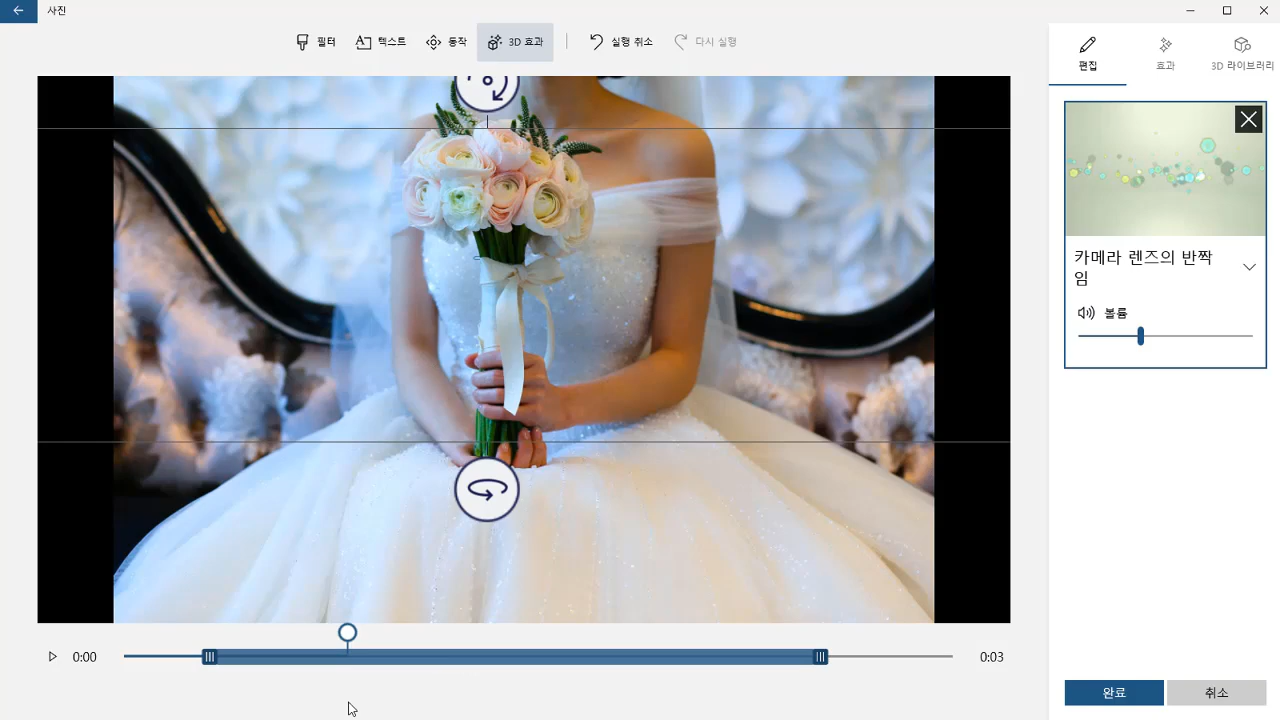 사진
필터
텍스트
동작
3D 효과
실행 취소
다시 실행
편집
효과
3D 라이브러리
카메라 렌즈의 반짝
임
볼륨
0:00
0:03
완료
취소